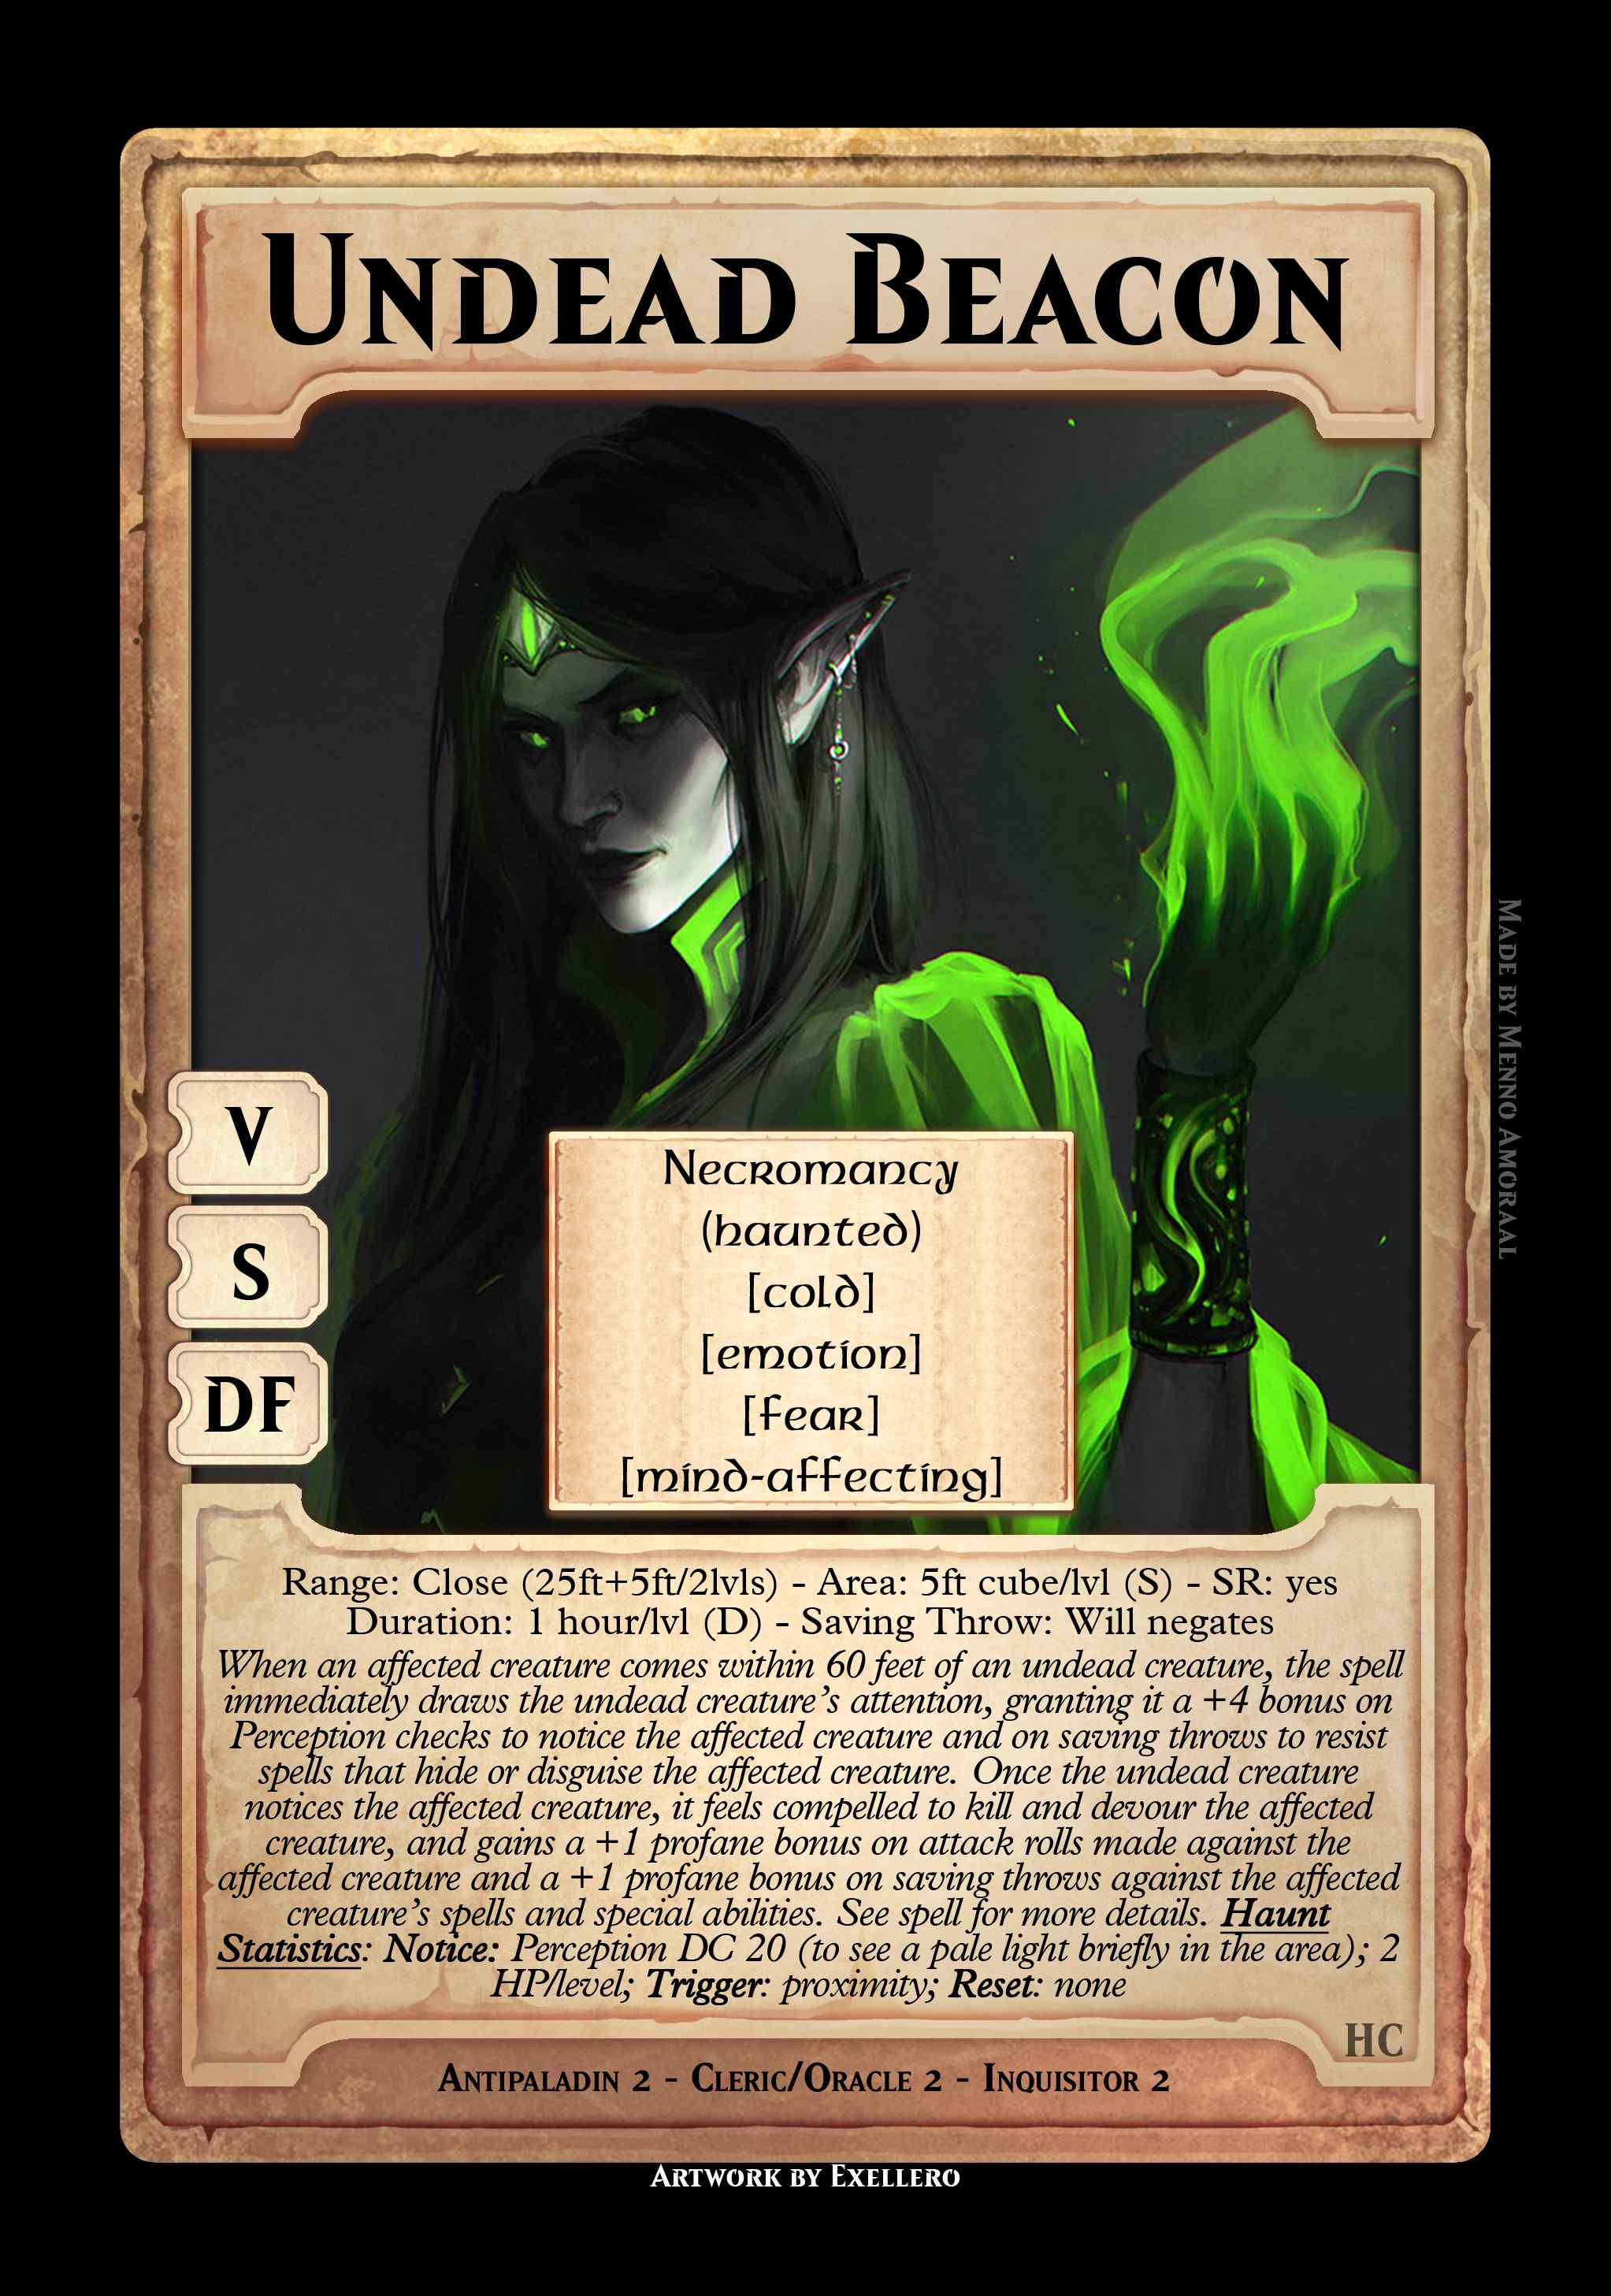 Undead Beacon
V
S
DF
Necromancy
(haunted)
[cold]
[emotion]
[fear]
[mind-affecting]
Range: Close (25ft+5ft/2lvls) - Area: 5ft cube/lvl (S) - SR: yes
Duration: 1 hour/lvl (D) - Saving Throw: Will negates
When an affected creature comes within 60 feet of an undead creature, the spell
immediately draws the undead creature's attention, granting it a +4 bonus on
Perception checks to notice the affected creature and on saving throws to resist
spells that hide or disguise the affected creature. Once the undead creature
notices the affected creature, it feels compelled to kill and devour the affected
creature, and gains a +1 profane bonus on attack rolls made against the
affected creature and a +1 profane bonus on saving throws against the affected
creature's spells and special abilities. See spell for more details. Haunt
Statistics: Notice: Perception DC 20 (to see a pale light briefly in the area); 2
HP/level; Trigger: proximity; Reset: none
HC
Antipaladin 2 - Cleric/Oracle 2 - Inquisitor 2
Artwork by Exellero
Made by Menno Amoraal